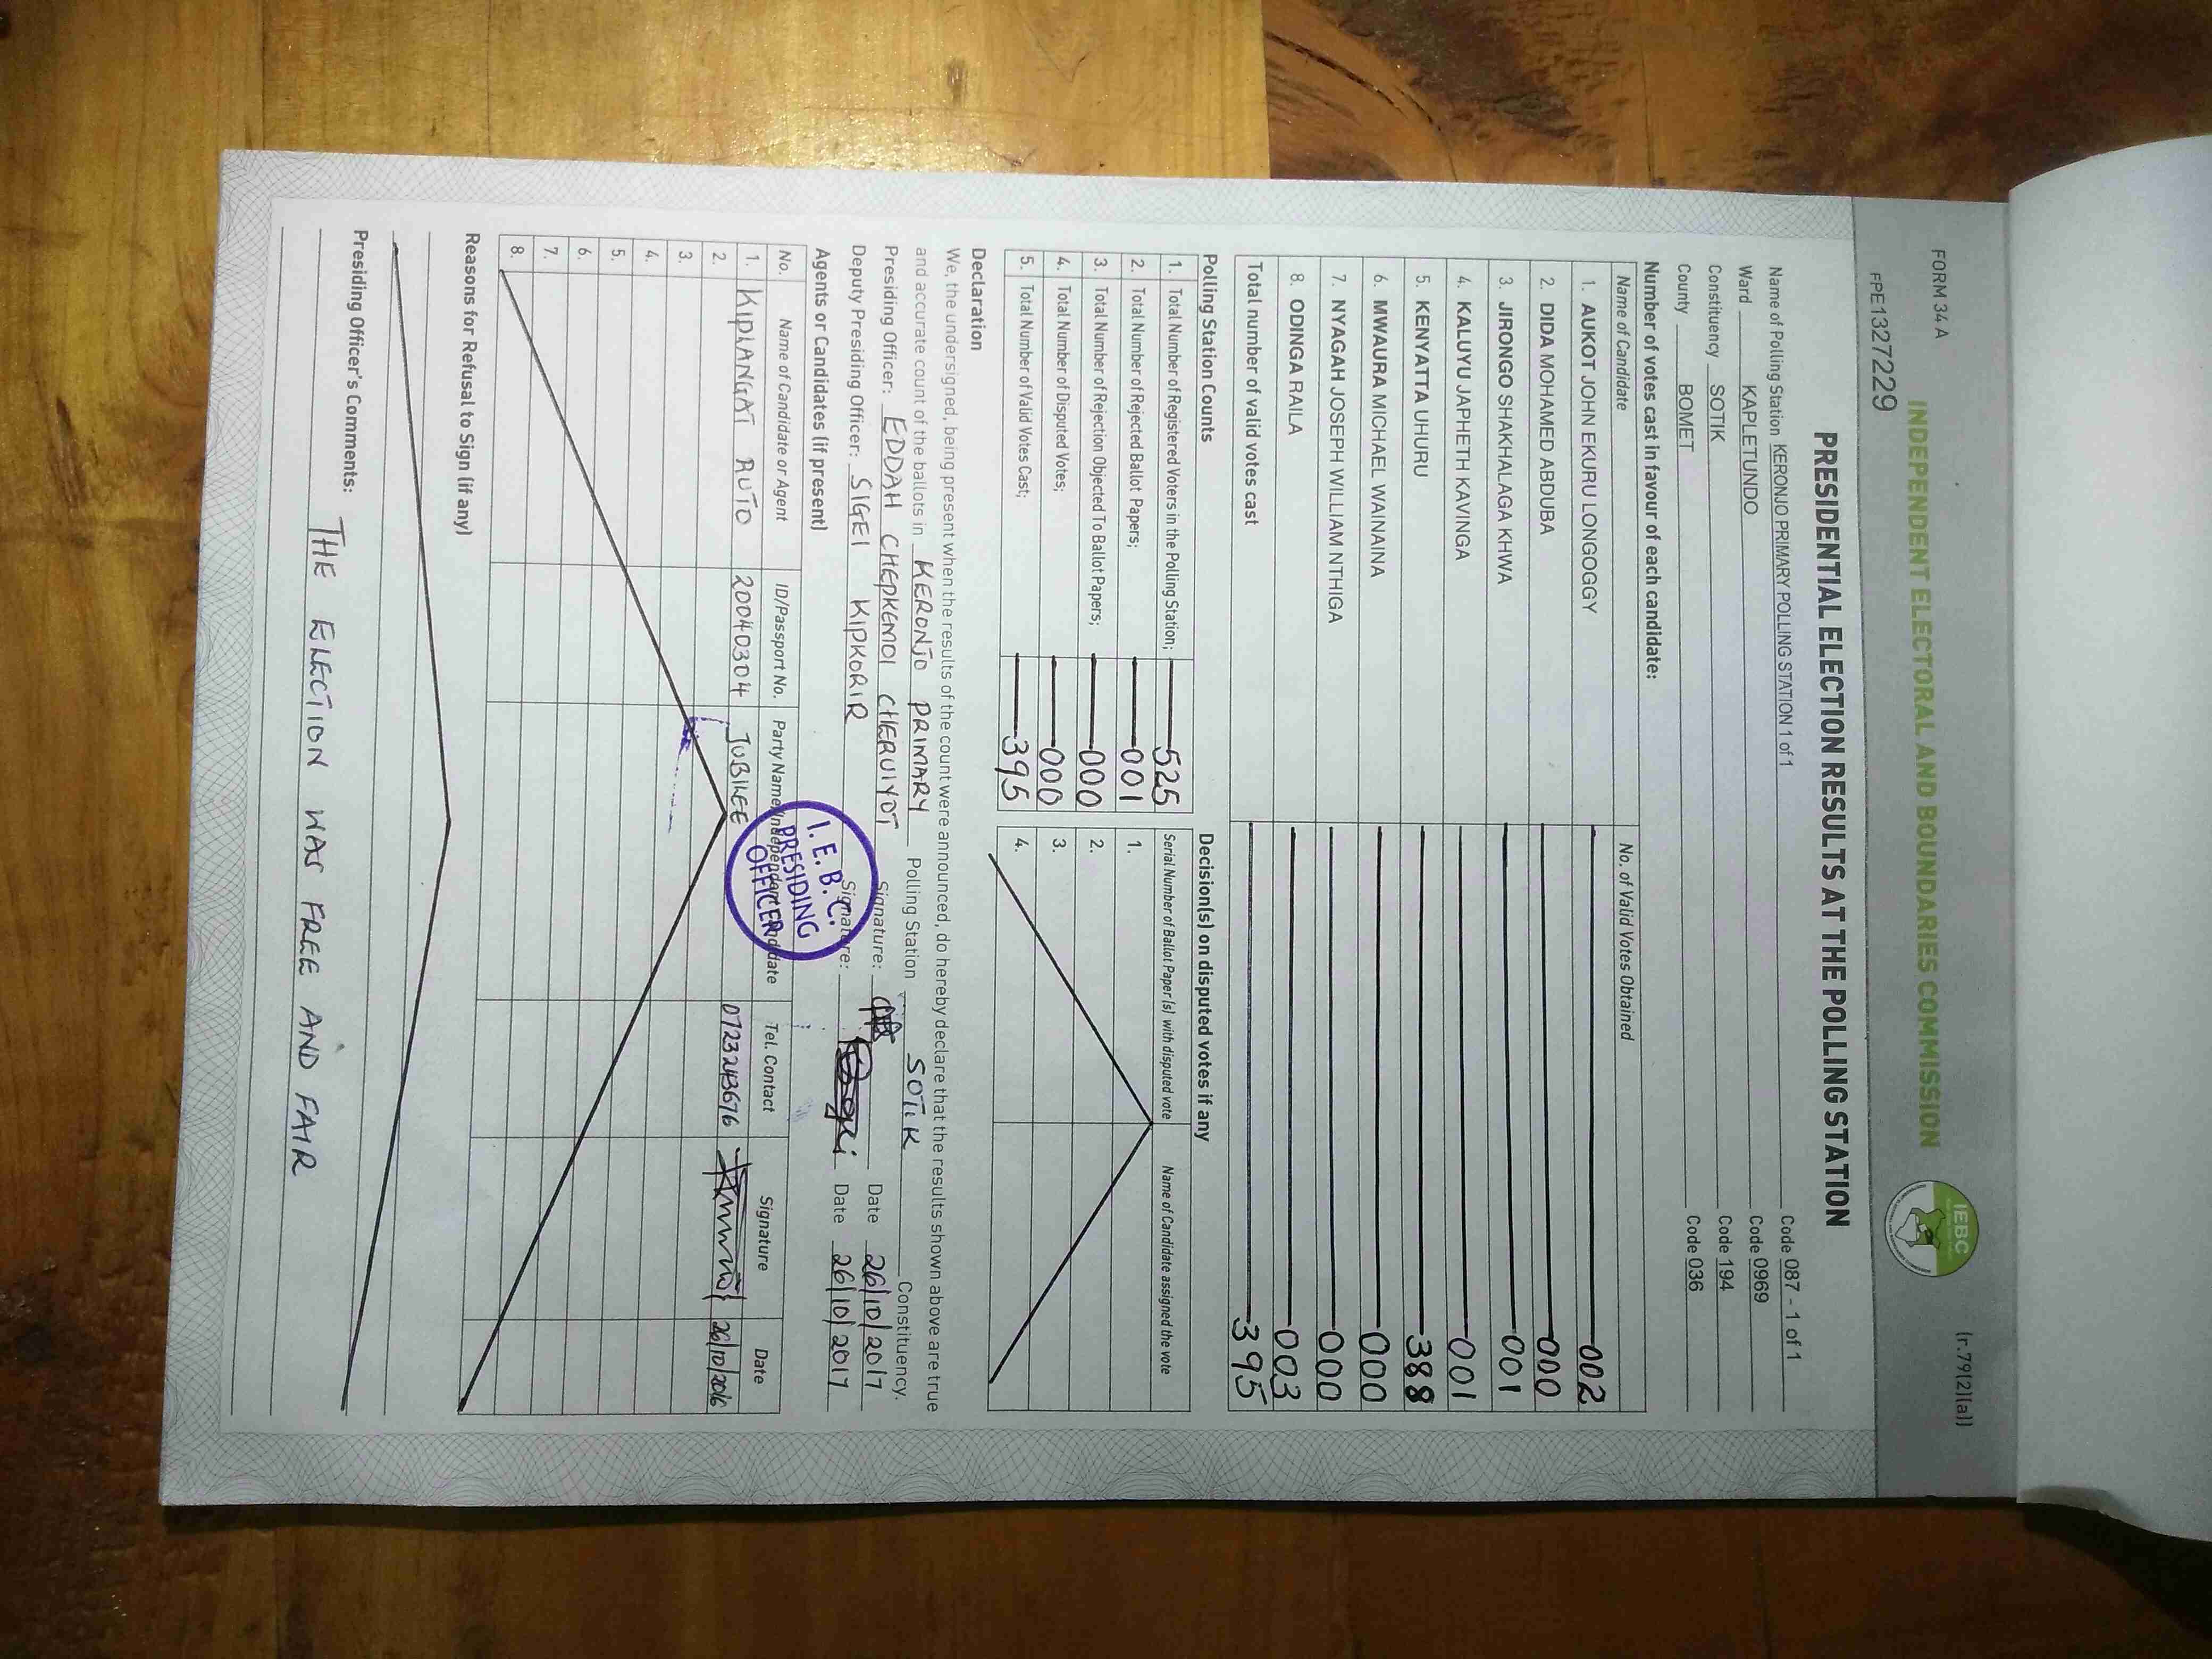 FORM 34 A
(r.79(2)(a))
INDEPENDENT ELECTORAL AND BOUNDARIES COMMISSION
IEBC
FPE1327229
PRESIDENTIAL ELECTION RESULTS AT THE POLLING STATION
Name of Polling Station KERONJO PRIMARY POLLING STATION 1 of 1 Code 087 - 1 of 1
Ward KAPLETUNDO Code 0969
Constituency SOTIK Code 194
County BOMET Code 036
Number of votes cast in favour of each candidate:
Name of Candidate No. of Valid Votes Obtained
1. AUKOT JOHN EKURU LONGOGGY 002
2. DIDA MOHAMED ABDUBA 000
3. JIRONGO SHAKHALAGA KHWA 001
4. KALUYU JAPHETH KAVINGA 001
5. KENYATTA UHURU 388
6. MWAURA MICHAEL WAINAINA 000
7. NYAGAH JOSEPH WILLIAM NTHIGA 000
8. ODINGA RAILA 003
Total number of valid votes cast 395
Polling Station Counts
1. Total Number of Registered Voters in the Polling Station; 525
2. Total Number of Rejected Ballot Papers; 001
3. Total Number of Rejection Objected To Ballot Papers; 000
4. Total Number of Disputed Votes; 000
5. Total Number of Valid Votes Cast; 395
Decision(s) on disputed votes if any
Serial Number of Ballot Paper (s) with disputed vote Name of Candidate assigned the vote
1.
2.
3.
4.
Declaration
We, the undersigned, being present when the results of the count were announced, do hereby declare that the results shown above are true
and accurate count of the ballots in KERONJO PRIMARY Polling Station SOTIK Constituency.
Presiding Officer: EDDAH CHEPKEMOI CHERUIYOT Signature: Date 26/10/2017
Deputy Presiding Officer: SIGEI KIPKORIR Signature: Date 26/10/2017
I.E.B.C.
PRESIDING
OFFICER
Agents or Candidates (if present)
No. Name of Candidate or Agent ID/Passport No. Party Name/Independent Candidate Tel. Contact Signature Date
1. KIPLANGAT RUTO 20040304 JUBILEE 0723243676 26/10/2016
2.
3.
4.
5.
6.
7.
8.
Reasons for Refusal to Sign (if any)
Presiding Officer's Comments: THE ELECTION WAS FREE AND FAIR